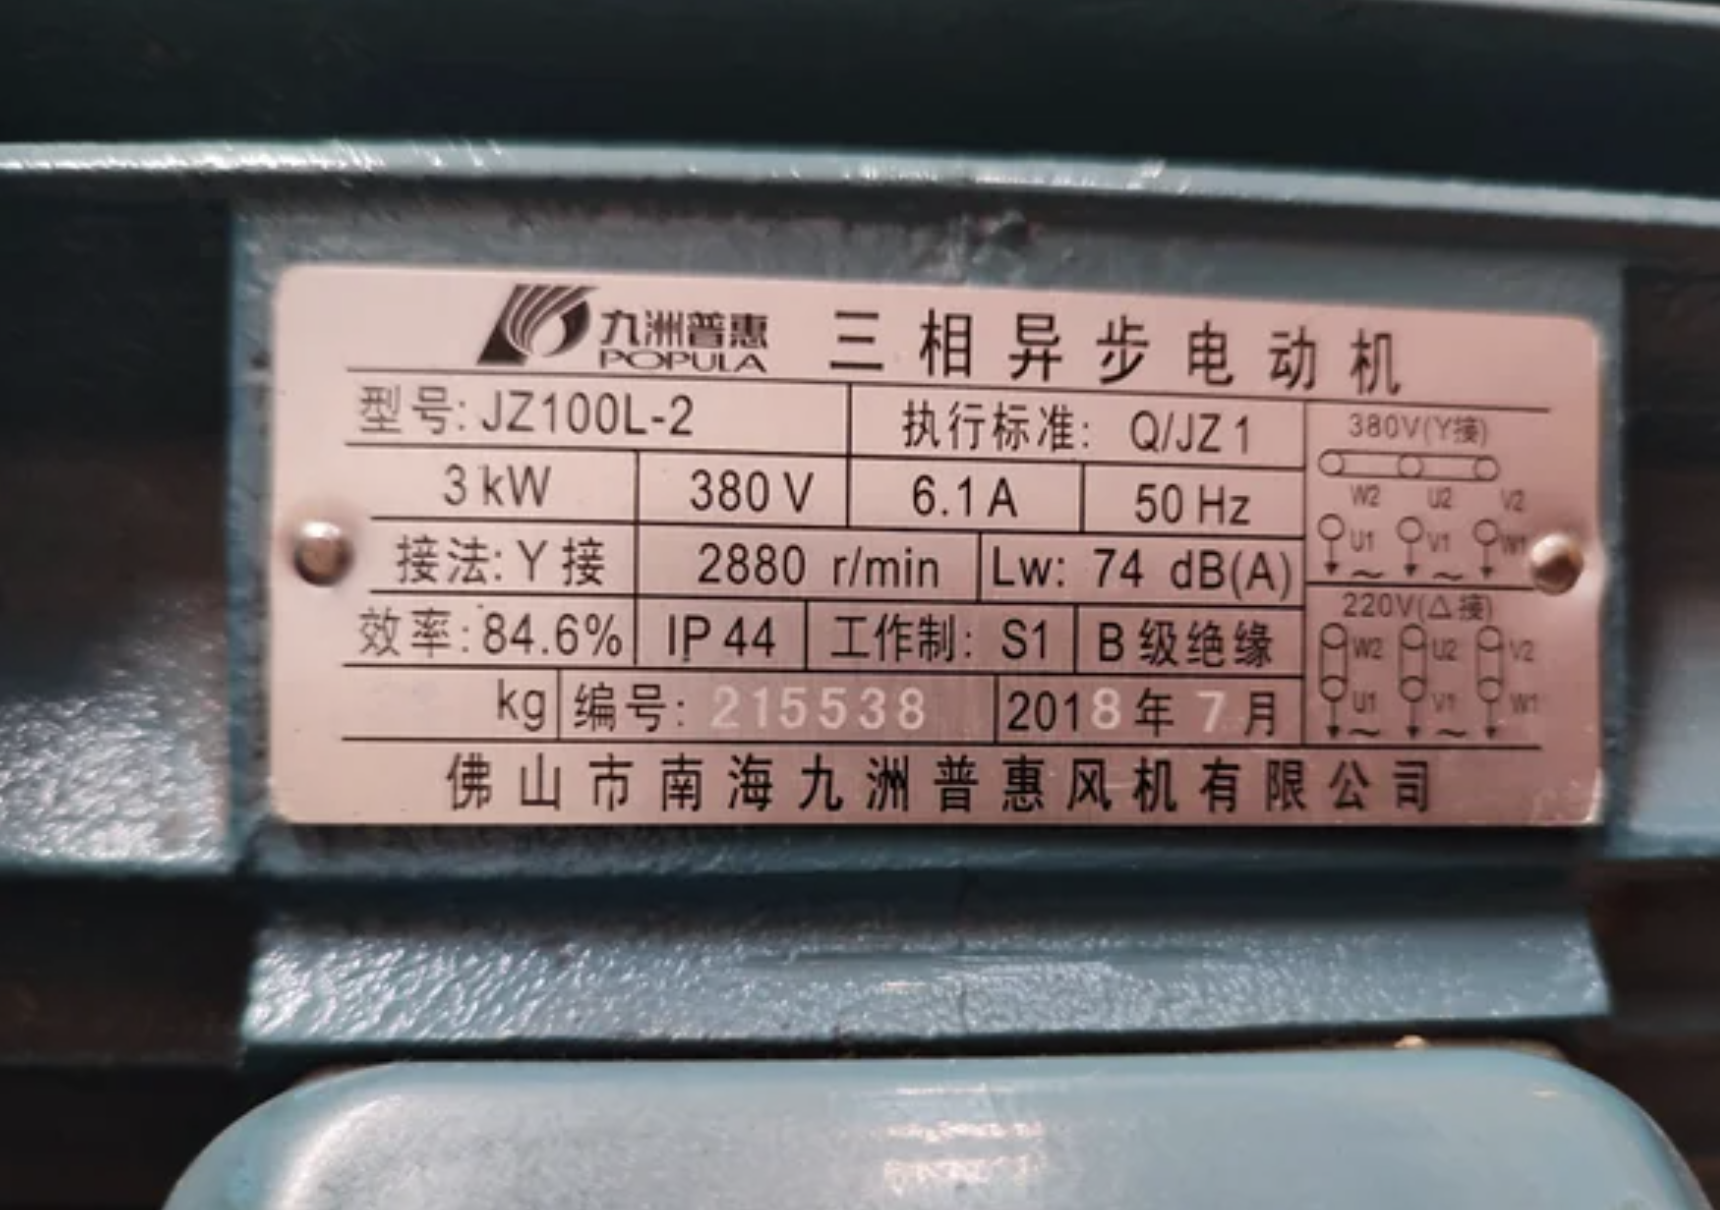 九洲普惠 三相异步电动机
POPULA
型号: JZ100L-2 执行标准: Q/JZ1
3 kW 380 V 6.1 A 50 Hz
接法: Y 接 2880 r/min Lw: 74 dB(A)
效率: 84.6% IP 44 工作制: S1 B 级绝缘
kg 编号: 215538 2018 年 7 月
380V(Y接)
W2 U2 V2
U1 V1 W1
~ ~
220V(△接)
W2 U2 V2
U1 V1 W1
~ ~
佛山市南海九洲普惠风机有限公司